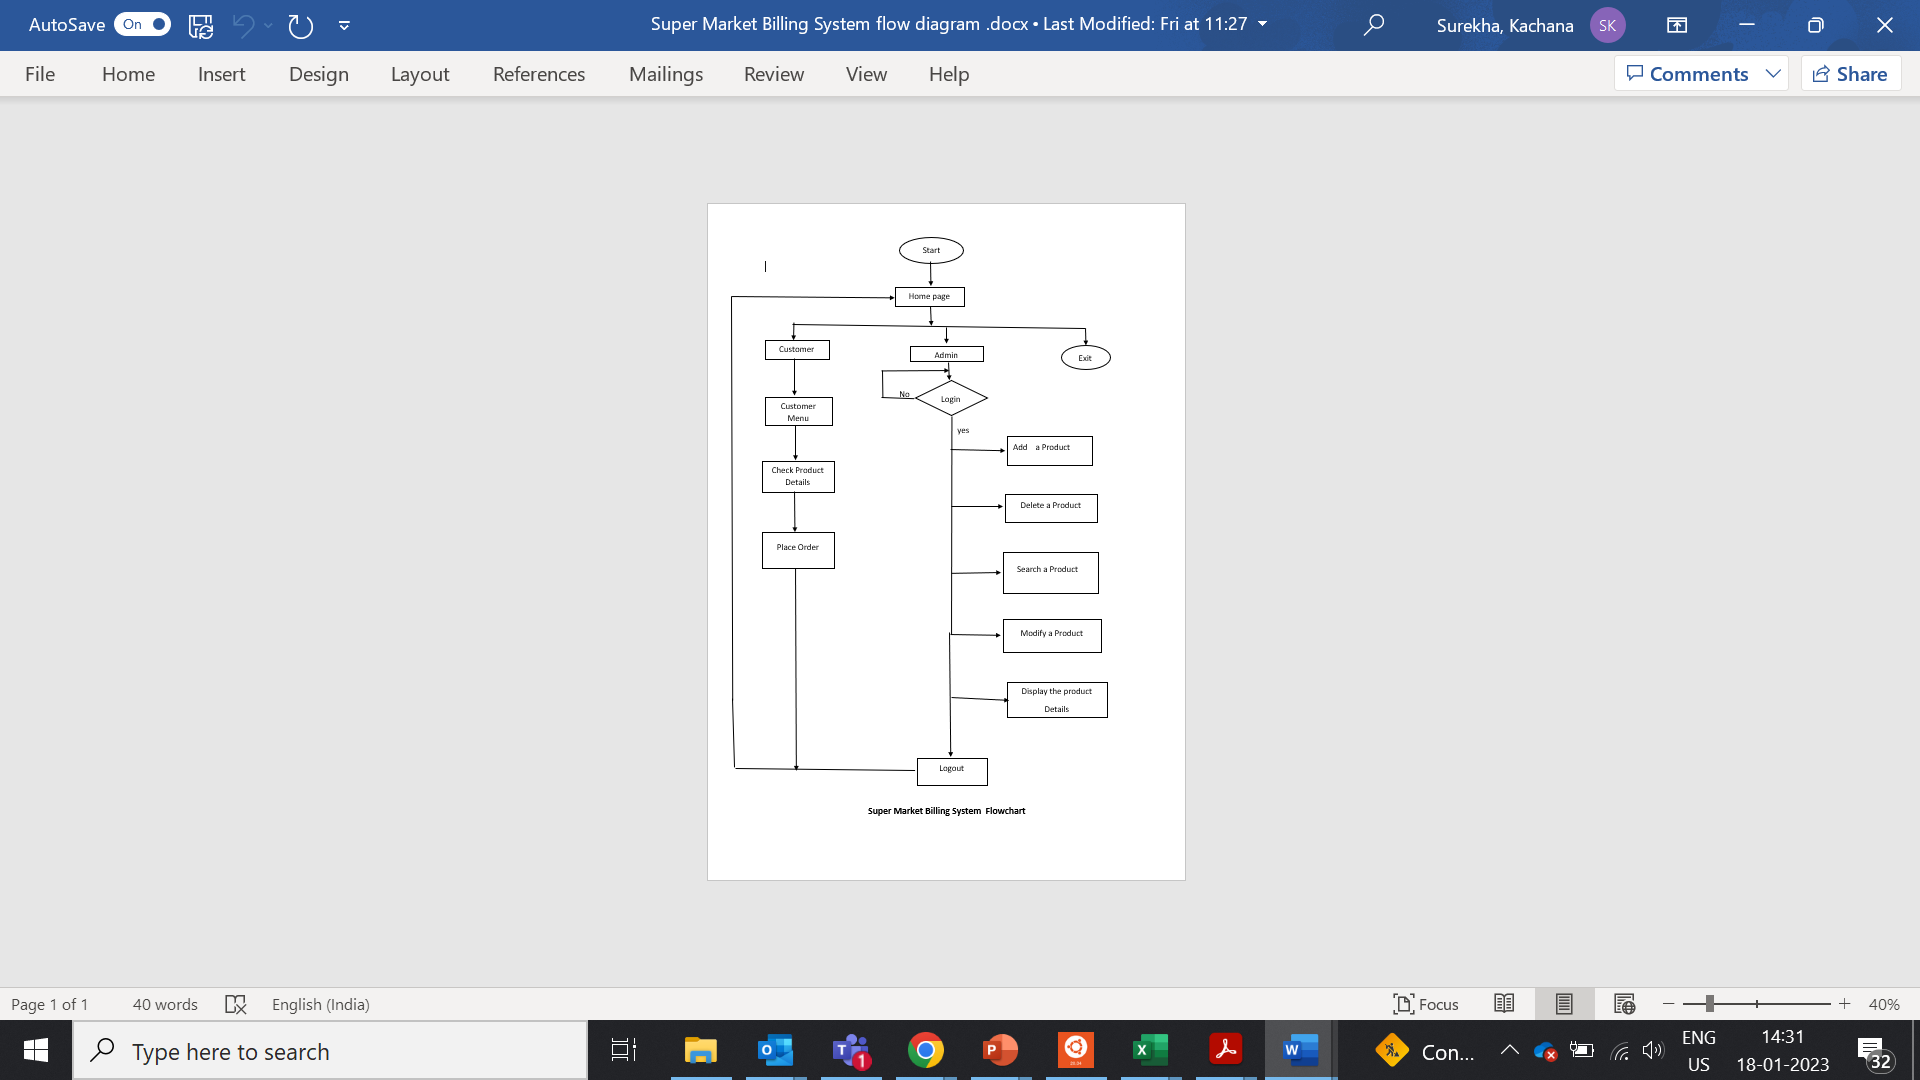 AutoSave On
Super Market Billing System flow diagram .docx • Last Modified: Fri at 11:27
Surekha, Kachana SK
File Home Insert Design Layout References Mailings Review View Help
Comments Share
Start
Home page
Customer
Admin
Exit
No
Login
Customer
Menu
yes
Add a Product
Check Product
Details
Delete a Product
Place Order
Search a Product
Modify a Product
Display the product
Details
Logout
Super Market Billing System Flowchart
Page 1 of 1 40 words English (India)
Focus 40%
Type here to search
Con...
ENG
US
14:31
18-01-2023
32